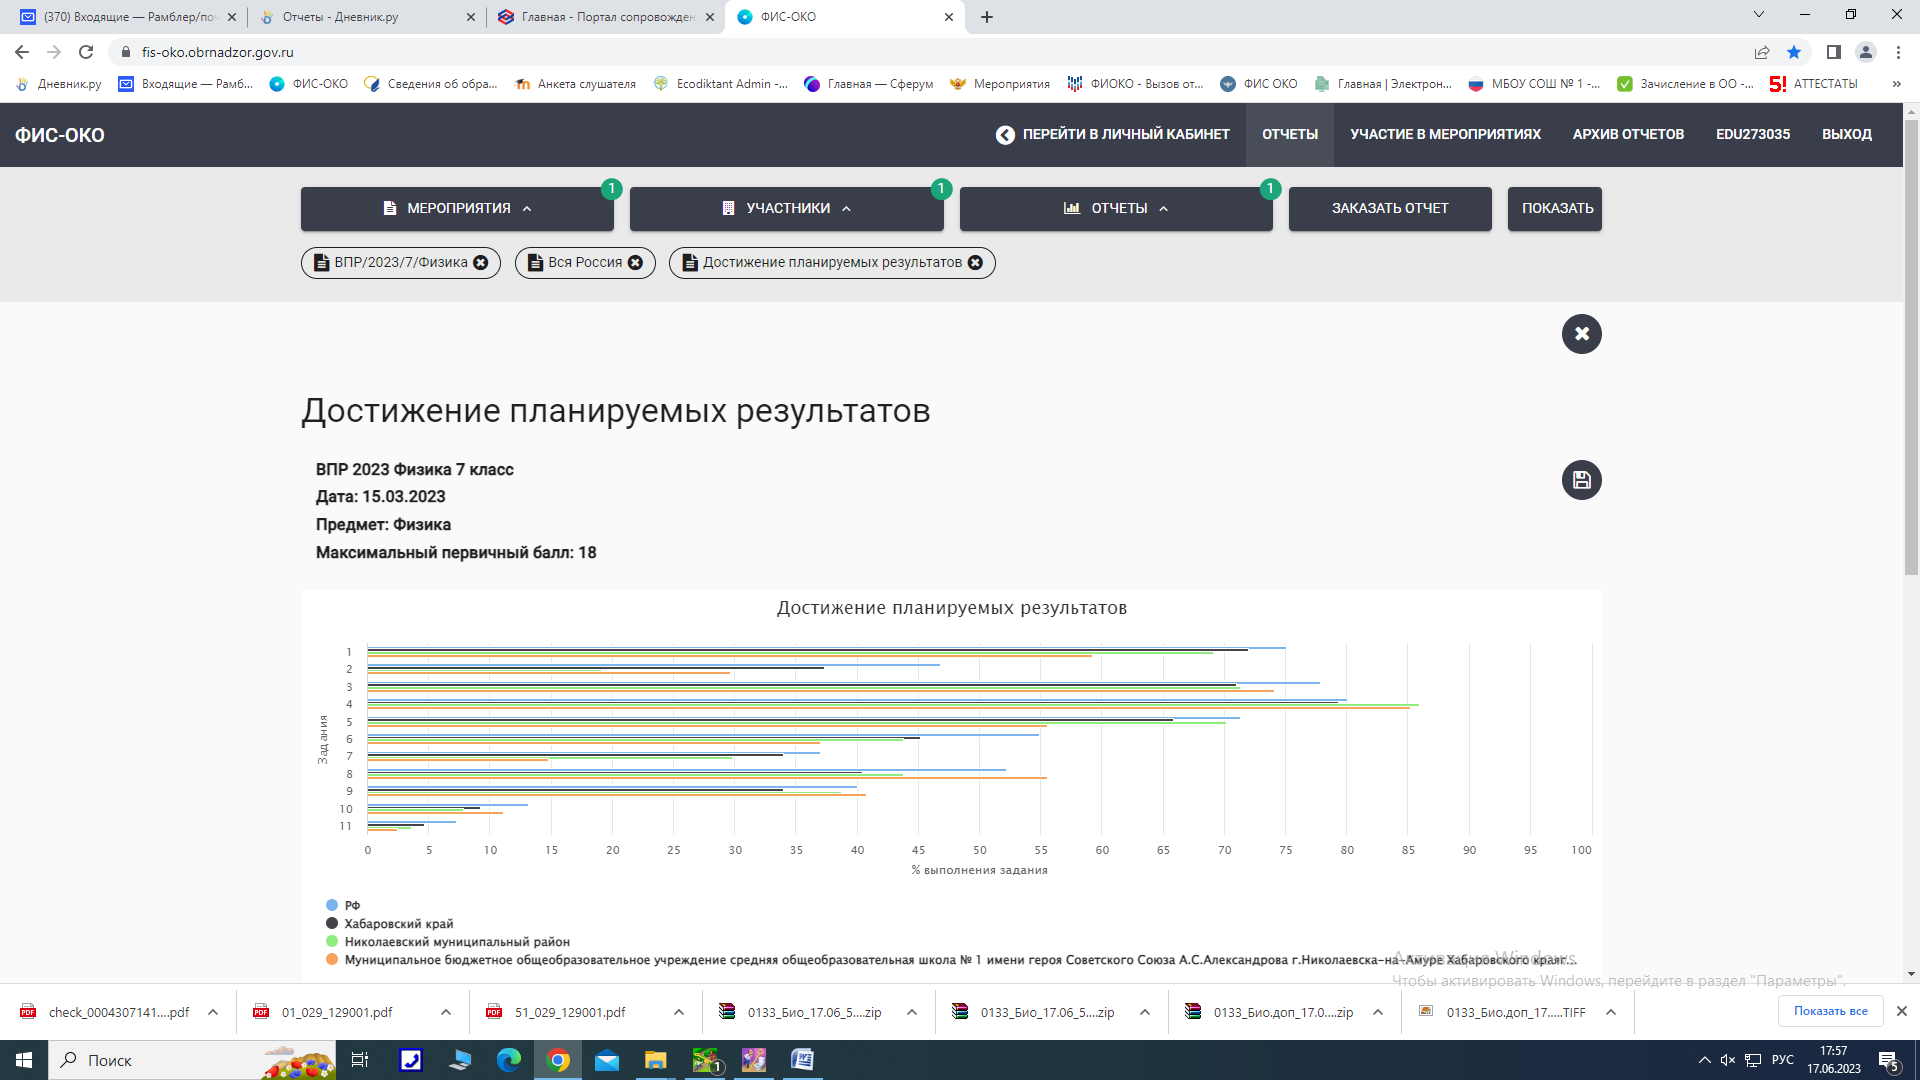 (370) Входящие — Рамблер/по
Отчеты - Дневник.ру
Главная - Портал сопровожден
ФИС-ОКО
fis-oko.obrnadzor.gov.ru
Дневник.ру
Входящие — Рамб...
ФИС-ОКО
Сведения об обра...
Анкета слушателя
Ecodiktant Admin -...
Главная — Сферум
Мероприятия
ФИОКО - Вызов от...
ФИС ОКО
Главная | Электрон...
МБОУ СОШ № 1 -...
Зачисление в ОО -...
5! АТТЕСТАТЫ
»
ФИС-ОКО
ПЕРЕЙТИ В ЛИЧНЫЙ КАБИНЕТ
ОТЧЕТЫ
УЧАСТИЕ В МЕРОПРИЯТИЯХ
АРХИВ ОТЧЕТОВ
EDU273035
ВЫХОД
МЕРОПРИЯТИЯ 1
УЧАСТНИКИ 1
ОТЧЕТЫ 1
ЗАКАЗАТЬ ОТЧЕТ
ПОКАЗАТЬ
ВПР/2023/7/Физика
Вся Россия
Достижение планируемых результатов
Достижение планируемых результатов
ВПР 2023 Физика 7 класс
Дата: 15.03.2023
Предмет: Физика
Максимальный первичный балл: 18
Достижение планируемых результатов
Задания
1
2
3
4
5
6
7
8
9
10
11
0 5 10 15 20 25 30 35 40 45 50 55 60 65 70 75 80 85 90 95 100
% выполнения задания
РФ
Хабаровский край
Николаевский муниципальный район
Муниципальное бюджетное общеобразовательное учреждение средняя общеобразовательная школа № 1 имени героя Советского Союза А.С.Александрова г.Николаевска-на-Амуре Хабаровского краяг...
Активация Windows
Чтобы активировать Windows, перейдите в раздел "Параметры".
check_0004307141....pdf
01_029_129001.pdf
51_029_129001.pdf
0133_Био_17.06_5....zip
0133_Био_17.06_5....zip
0133_Био.доп_17.0....zip
0133_Био.доп_17.....TIFF
Показать все
Поиск
1
РУС
17:57
17.06.2023
5